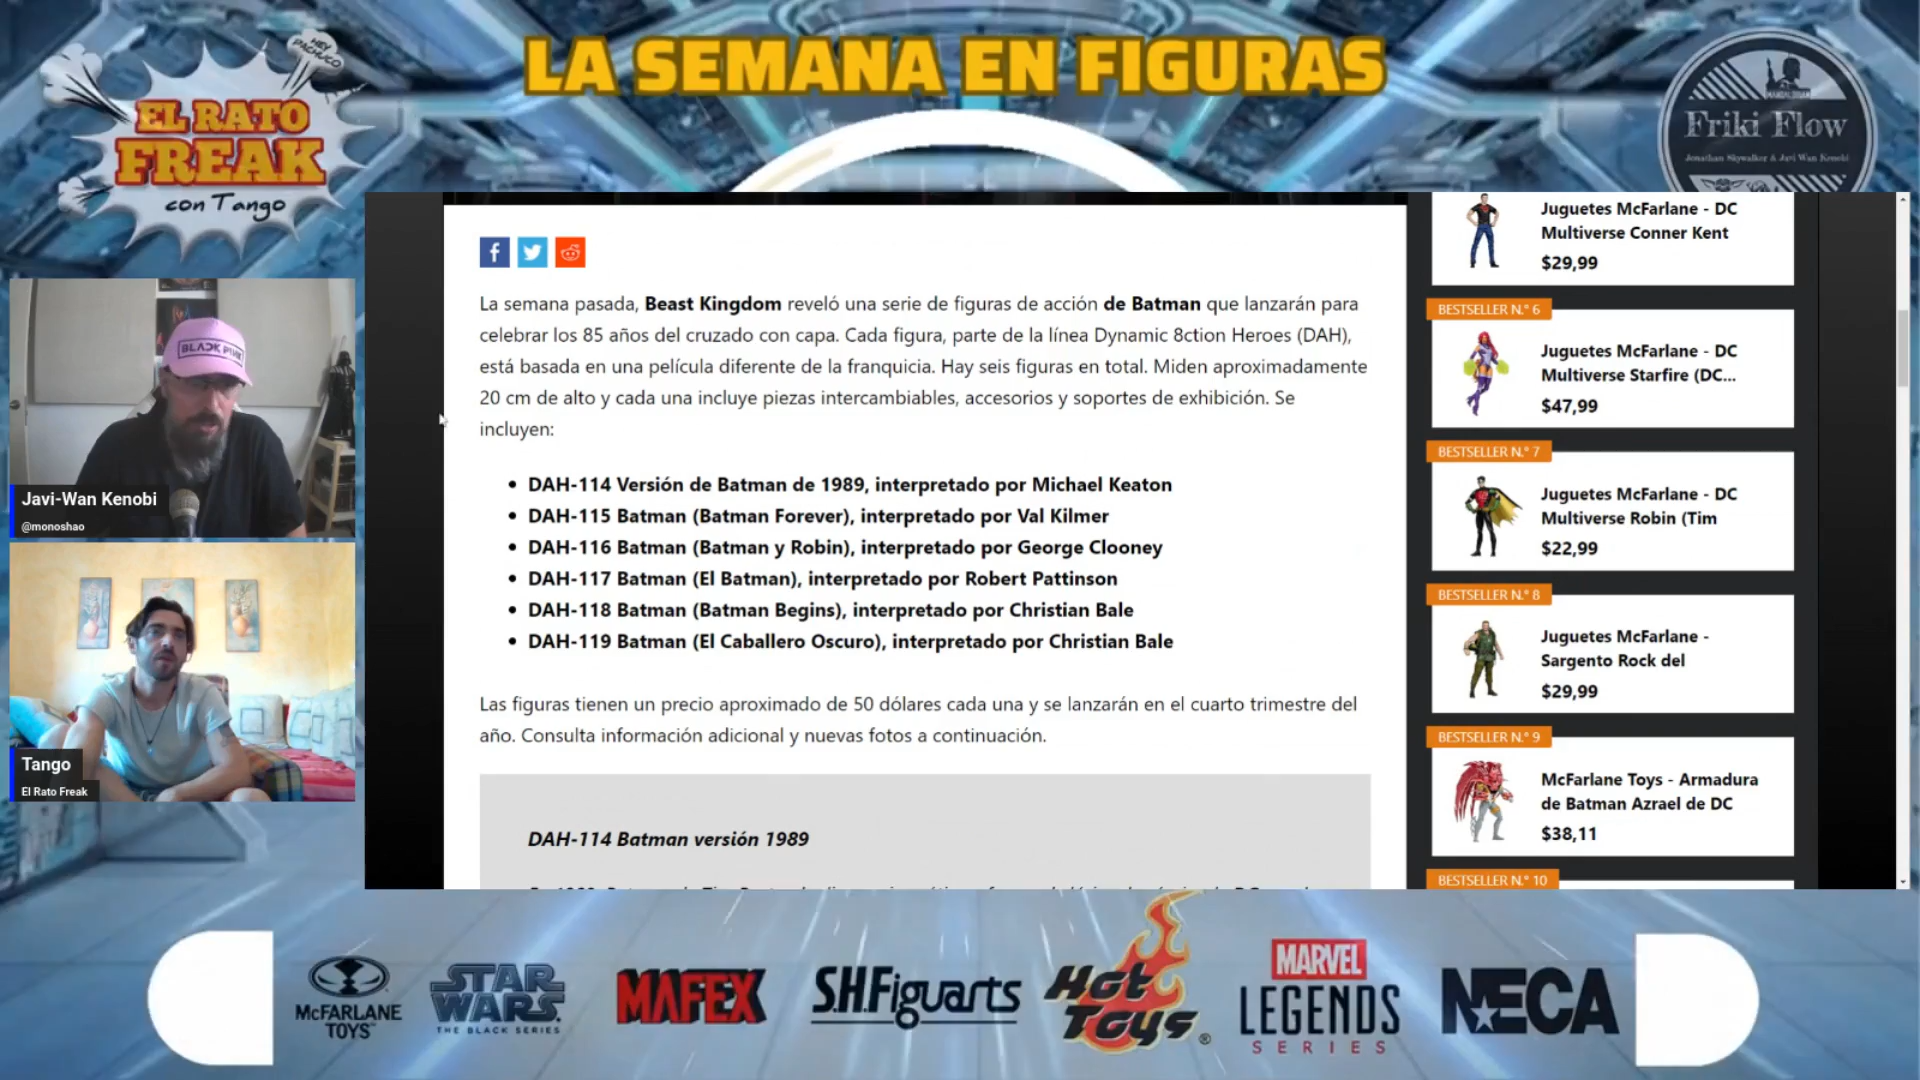 LA SEMANA EN FIGURAS
HEY PACHUCO
EL RATO
FREAK
con Tango
Friki Flow
Jonathan Skywalker & Javi Wan Kenobi
BLACK PINK
Javi-Wan Kenobi
@monoshao
Tango
El Rato Freak
La semana pasada, Beast Kingdom reveló una serie de figuras de acción de Batman que lanzarán para
celebrar los 85 años del cruzado con capa. Cada figura, parte de la línea Dynamic 8ction Heroes (DAH),
está basada en una película diferente de la franquicia. Hay seis figuras en total. Miden aproximadamente
20 cm de alto y cada una incluye piezas intercambiables, accesorios y soportes de exhibición. Se
incluyen:
• DAH-114 Versión de Batman de 1989, interpretado por Michael Keaton
• DAH-115 Batman (Batman Forever), interpretado por Val Kilmer
• DAH-116 Batman (Batman y Robin), interpretado por George Clooney
• DAH-117 Batman (El Batman), interpretado por Robert Pattinson
• DAH-118 Batman (Batman Begins), interpretado por Christian Bale
• DAH-119 Batman (El Caballero Oscuro), interpretado por Christian Bale
Las figuras tienen un precio aproximado de 50 dólares cada una y se lanzarán en el cuarto trimestre del
año. Consulta información adicional y nuevas fotos a continuación.
DAH-114 Batman versión 1989
Juguetes McFarlane - DC
Multiverse Conner Kent
$29,99
BESTSELLER N.° 6
Juguetes McFarlane - DC
Multiverse Starfire (DC...
$47,99
BESTSELLER N.° 7
Juguetes McFarlane - DC
Multiverse Robin (Tim
$22,99
BESTSELLER N.° 8
Juguetes McFarlane -
Sargento Rock del
$29,99
BESTSELLER N.° 9
McFarlane Toys - Armadura
de Batman Azrael de DC
$38,11
BESTSELLER N.° 10
McFARLANE
TOYS™
STAR
WARS.
THE BLACK SERIES
MAFEX
S.H.Figuarts
Hot
Toys®
MARVEL
LEGENDS
SERIES
NECA